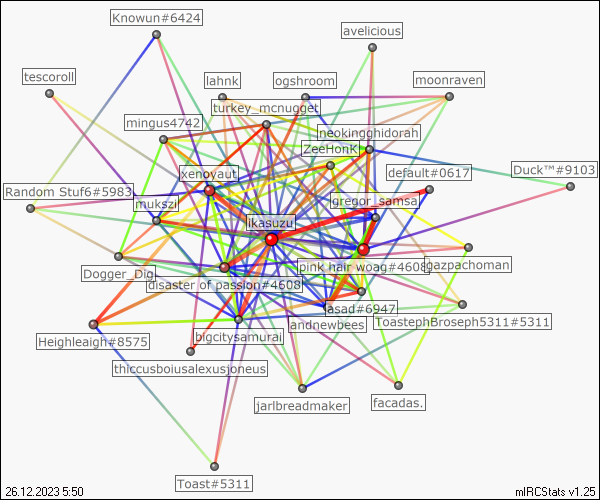 Knowun#6424
avelicious
tescoroll
lahnk
ogshroom
moonraven
turkey_mcnugget
mingus4742
neokingghidorah
ZeeHonK
xenoyaut
default#0617
Duck™#9103
Random Stuf6#5983
mukszi
gregor_samsa
ikasuzu
Dogger_Dig
disaster of passion#4608
pink hair woag#4608
gazpachoman
asad#6947
andnewbees
ToastephBroseph5311#5311
Heighleaigh#8575
bigcitysamurai
thiccusboiusalexusjoneus
jarlbreadmaker
facadas.
Toast#5311
26.12.2023 5:50
mIRCStats v1.25